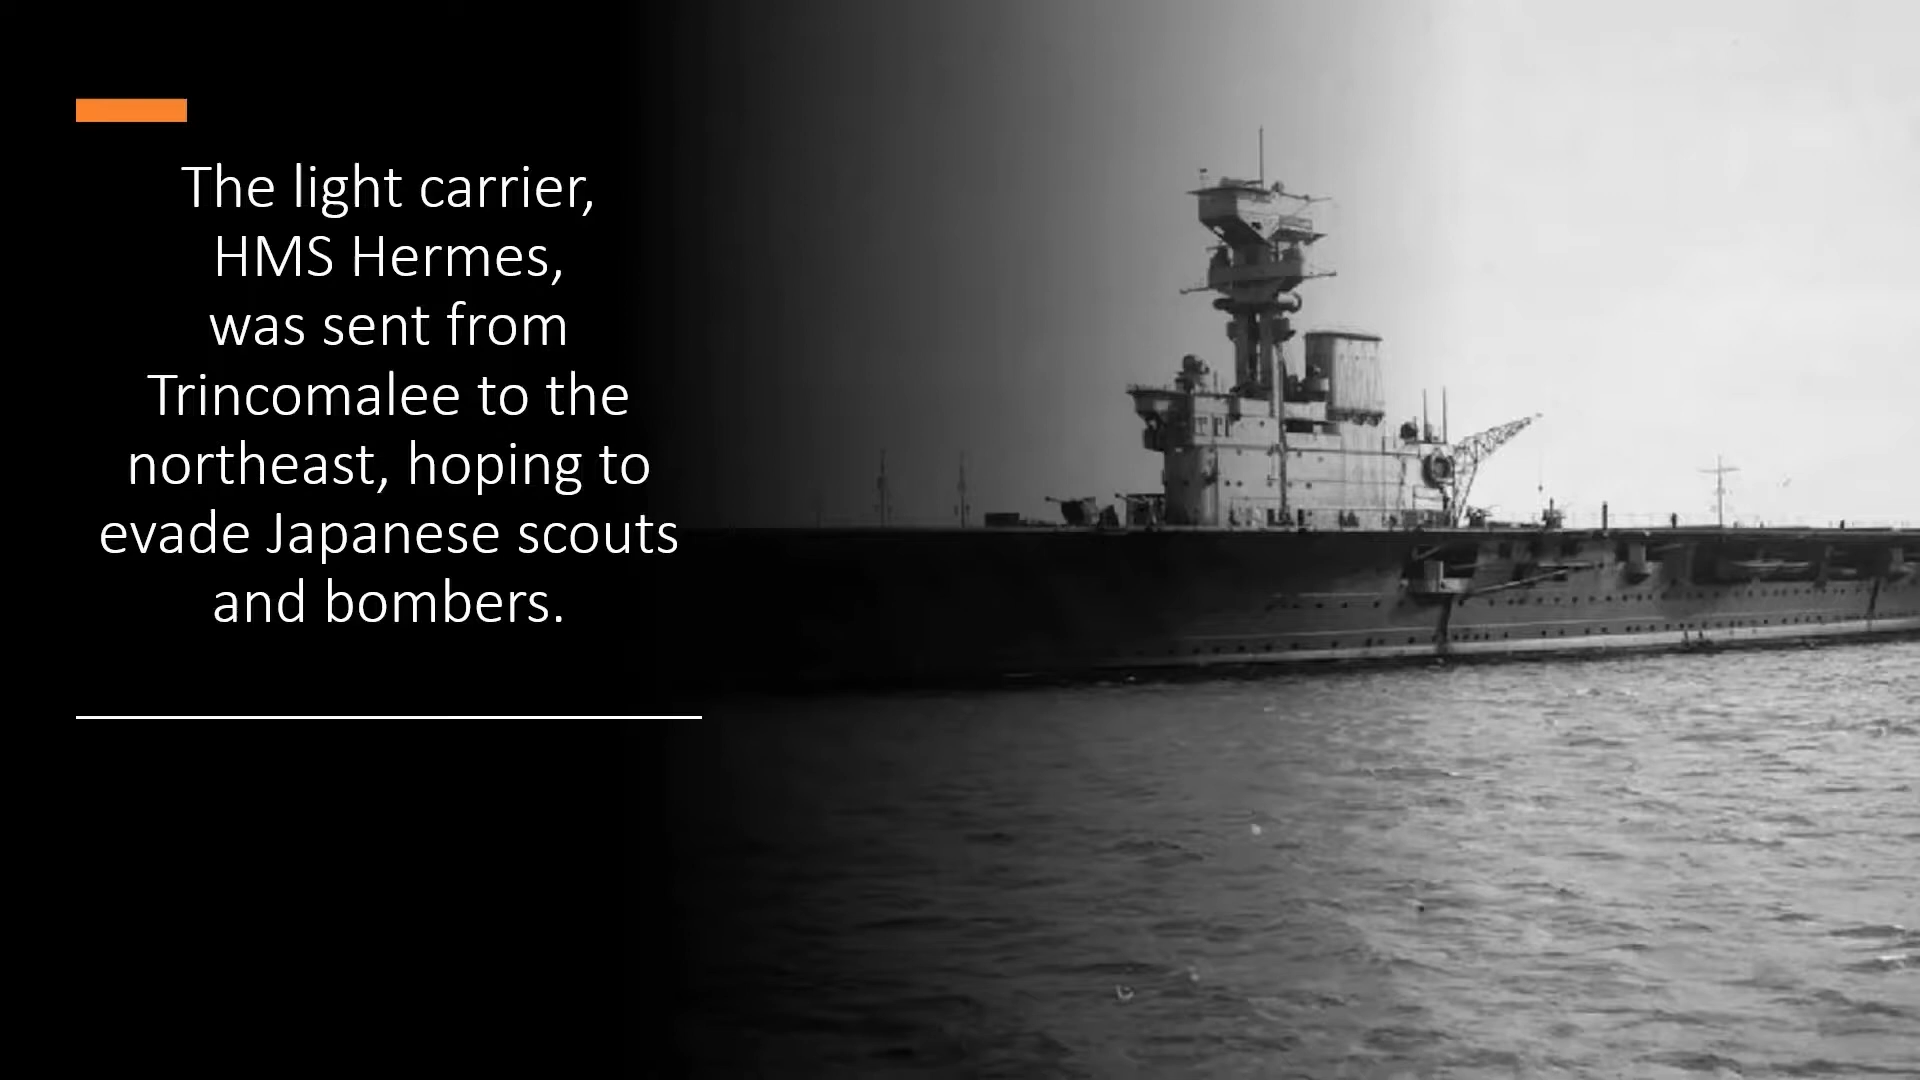 The light carrier,
HMS Hermes,
was sent from
Trincomalee to the
northeast, hoping to
evade Japanese scouts
and bombers.